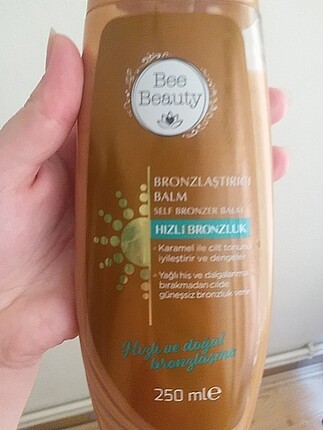 Bee
Beauty
BRONZLAŞTIRICI
BALM
SELF BRONZER BALM
HIZLI BRONZLUK
• Karamel ile cilt tonunu
iyileştirir ve dengeler
• Yağlı his ve dalgalanma
bırakmadan cilde
güneşsiz bronzluk verir
Hızlı ve doğal
bronzlaşma
250 ml e